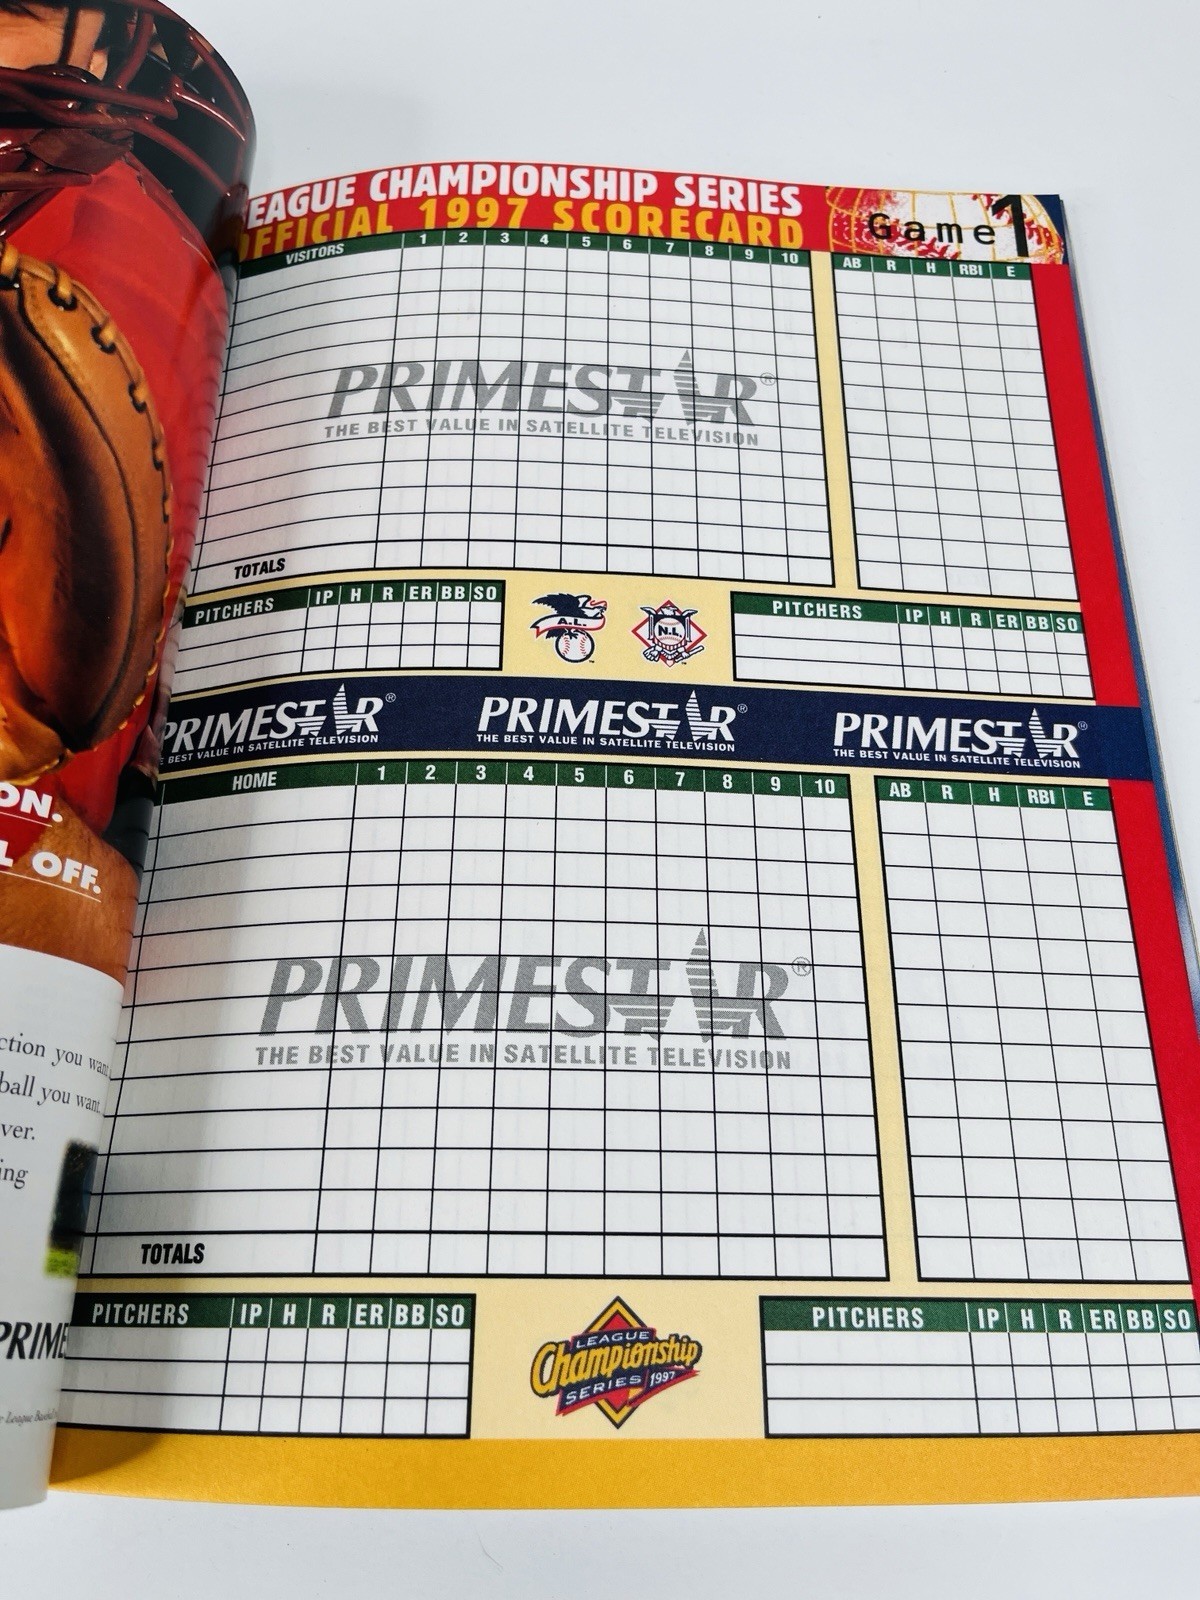 EAGUE CHAMPIONSHIP SERIES
OFFICIAL 1997 SCORECARD
Game 1
VISITORS 1 2 3 4 5 6 7 8 9 10
AB R H RBI E
PRIMESTAR®
THE BEST VALUE IN SATELLITE TELEVISION
TOTALS
PITCHERS IP H R ER BB SO
A.L.
N.L.
PITCHERS IP H R ER BB SO
PRIMESTAR®
E BEST VALUE IN SATELLITE TELEVISION
PRIMESTAR®
THE BEST VALUE IN SATELLITE TELEVISION
PRIMESTAR®
THE BEST VALUE IN SATELLITE TELEVISION
HOME 1 2 3 4 5 6 7 8 9 10
AB R H RBI E
PRIMESTAR®
THE BEST VALUE IN SATELLITE TELEVISION
TOTALS
PITCHERS IP H R ER BB SO
LEAGUE
Championship
SERIES 1997
PITCHERS IP H R ER BB SO
ON.
L OFF.
ction you want
ball you want,
ver.
ing
PRIME
League